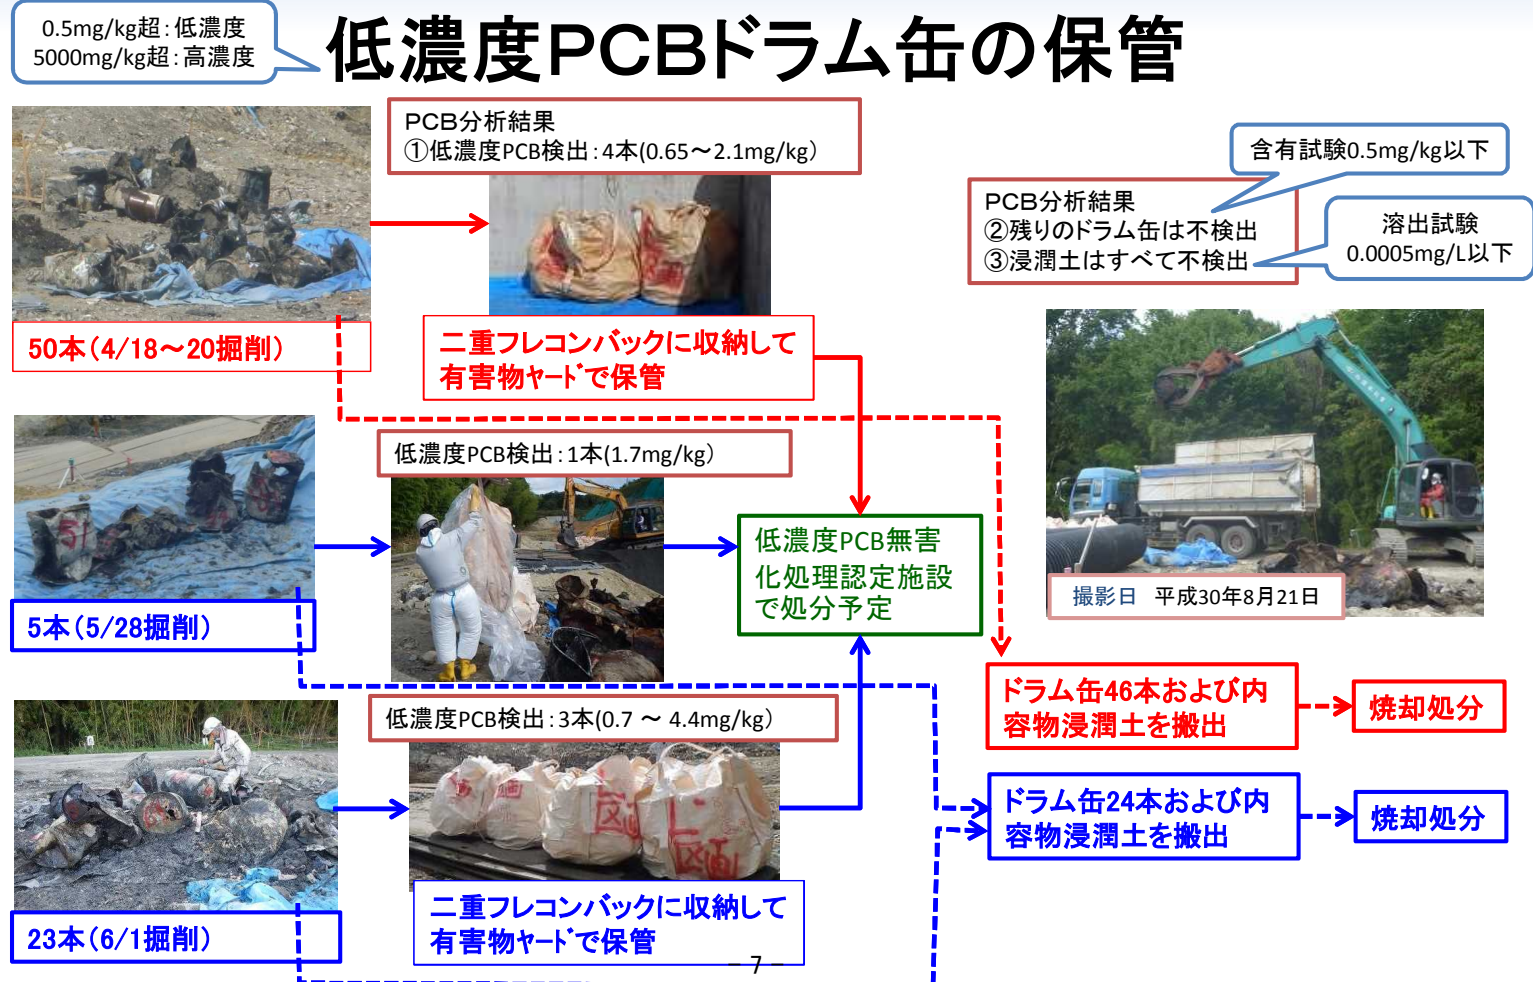 0.5mg/kg超：低濃度
5000mg/kg超：高濃度
低濃度ＰＣＢドラム缶の保管
ＰＣＢ分析結果
①低濃度PCB検出：4本(0.65～2.1mg/kg）
含有試験0.5mg/kg以下
ＰＣＢ分析結果
②残りのドラム缶は不検出
③浸潤土はすべて不検出
溶出試験
0.0005mg/L以下
50本（4/18～20掘削）
二重フレコンバックに収納して
有害物ﾔｰﾄﾞで保管
低濃度PCB検出：1本(1.7mg/kg）
51
5本（5/28掘削）
低濃度PCB無害
化処理認定施設
で処分予定
撮影日　平成30年8月21日
低濃度PCB検出：3本(0.7 ～ 4.4mg/kg）
ドラム缶46本および内
容物浸潤土を搬出
焼却処分
ドラム缶24本および内
容物浸潤土を搬出
焼却処分
区画
L
区画
23本（6/1掘削）
二重フレコンバックに収納して
有害物ﾔｰﾄﾞで保管
－ 7 －